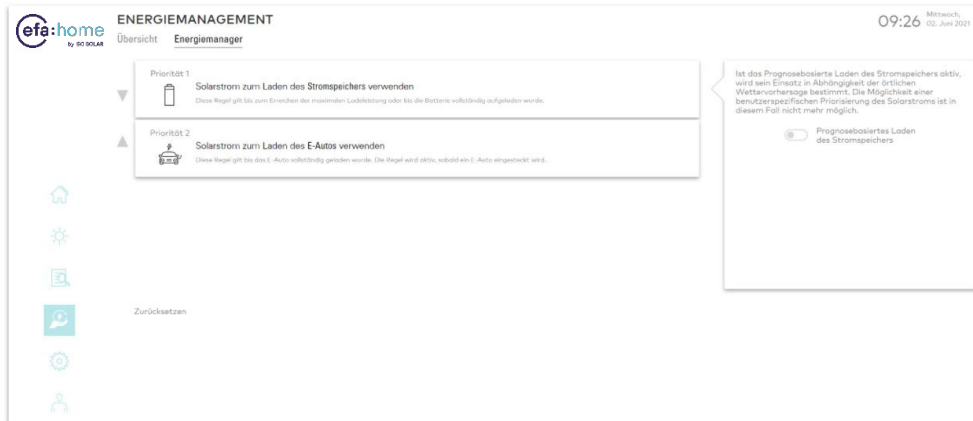 efa:home
by BC SOLAR
ENERGIEMANAGEMENT
Übersicht Energiemanager
09:26 Mittwoch,
02. Juni 2021
Priorität 1
Solarstrom zum Laden des Stromspeichers verwenden
Diese Regel gilt bis zum Erreichen der maximalen Ladeleistung oder bis die Batterie vollständig aufgeladen wurde.
Priorität 2
Solarstrom zum Laden des E-Autos verwenden
Diese Regel gilt bis das E-Auto vollständig geladen wurde. Die Regel wird aktiv, sobald ein E-Auto eingesteckt wird.
Ist das Prognosebasierte Laden des Stromspeichers aktiv,
wird sein Einsatz in Abhängigkeit der örtlichen
Wettervorhersage bestimmt. Die Möglichkeit einer
benutzerspezifischen Priorisierung des Solarstroms ist in
diesem Fall nicht mehr möglich.
Prognosebasiertes Laden
des Stromspeichers
Zurücksetzen